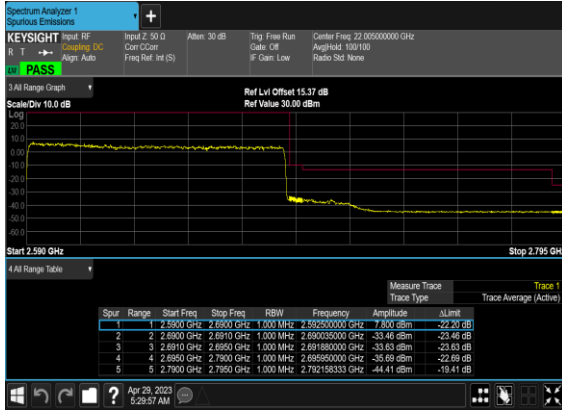 Spectrum Analyzer 1
Spurious Emissions
KEYSIGHT Input: RF Input Z: 50 Ω Atten: 30 dB Trig: Free Run Center Freq: 22.005000000 GHz
R T Coupling: DC Corr CCorr Gate: Off Avg|Hold: 100/100
Align: Auto Freq Ref: Int (S) IF Gain: Low Radio Std: None
PASS
3 All Range Graph
Ref Lvl Offset 15.37 dB
Scale/Div 10.0 dB Ref Value 30.00 dBm
Log
20.0
10.0
0.00
-10.0
-20.0
-30.0
-40.0
-50.0
-60.0
Start 2.590 GHz Stop 2.795 GH
4 All Range Table
Measure Trace Trace 1
Trace Type Trace Average (Active)
Spur Range Start Freq Stop Freq RBW Frequency Amplitude ΔLimit
1 1 2.5900 GHz 2.6900 GHz 1.000 MHz 2.592500000 GHz 7.800 dBm -22.20 dB
2 2 2.6900 GHz 2.6910 GHz 1.000 MHz 2.690035000 GHz -33.46 dBm -23.46 dB
3 3 2.6910 GHz 2.6950 GHz 1.000 MHz 2.691880000 GHz -33.63 dBm -23.63 dB
4 4 2.6950 GHz 2.7900 GHz 1.000 MHz 2.695950000 GHz -35.69 dBm -22.69 dB
5 5 2.7900 GHz 2.7950 GHz 1.000 MHz 2.792158333 GHz -44.41 dBm -19.41 dB
Apr 29, 2023
5:29:57 AM